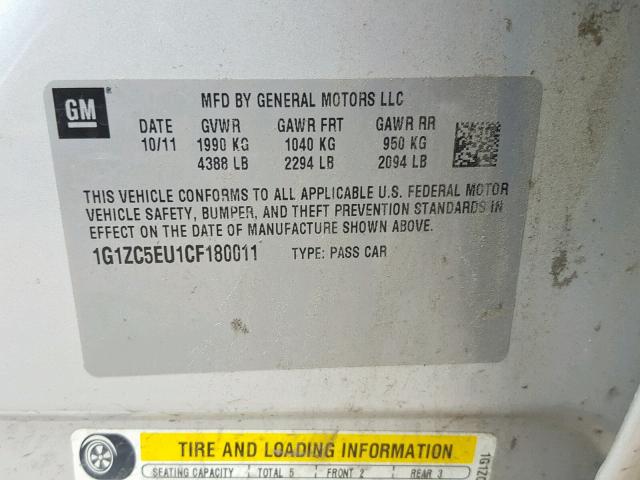 GM
MFD BY GENERAL MOTORS LLC
DATE GVWR GAWR FRT GAWR RR
10/11 1990 KG 1040 KG 950 KG
4388 LB 2294 LB 2094 LB
THIS VEHICLE CONFORMS TO ALL APPLICABLE U.S. FEDERAL MOTOR
VEHICLE SAFETY, BUMPER, AND THEFT PREVENTION STANDARDS IN
EFFECT ON THE DATE OF MANUFACTURE SHOWN ABOVE.
1G1ZC5EU1CF180011 TYPE: PASS CAR
TIRE AND LOADING INFORMATION
SEATING CAPACITY TOTAL 5 FRONT 2 REAR 3
1G1ZC